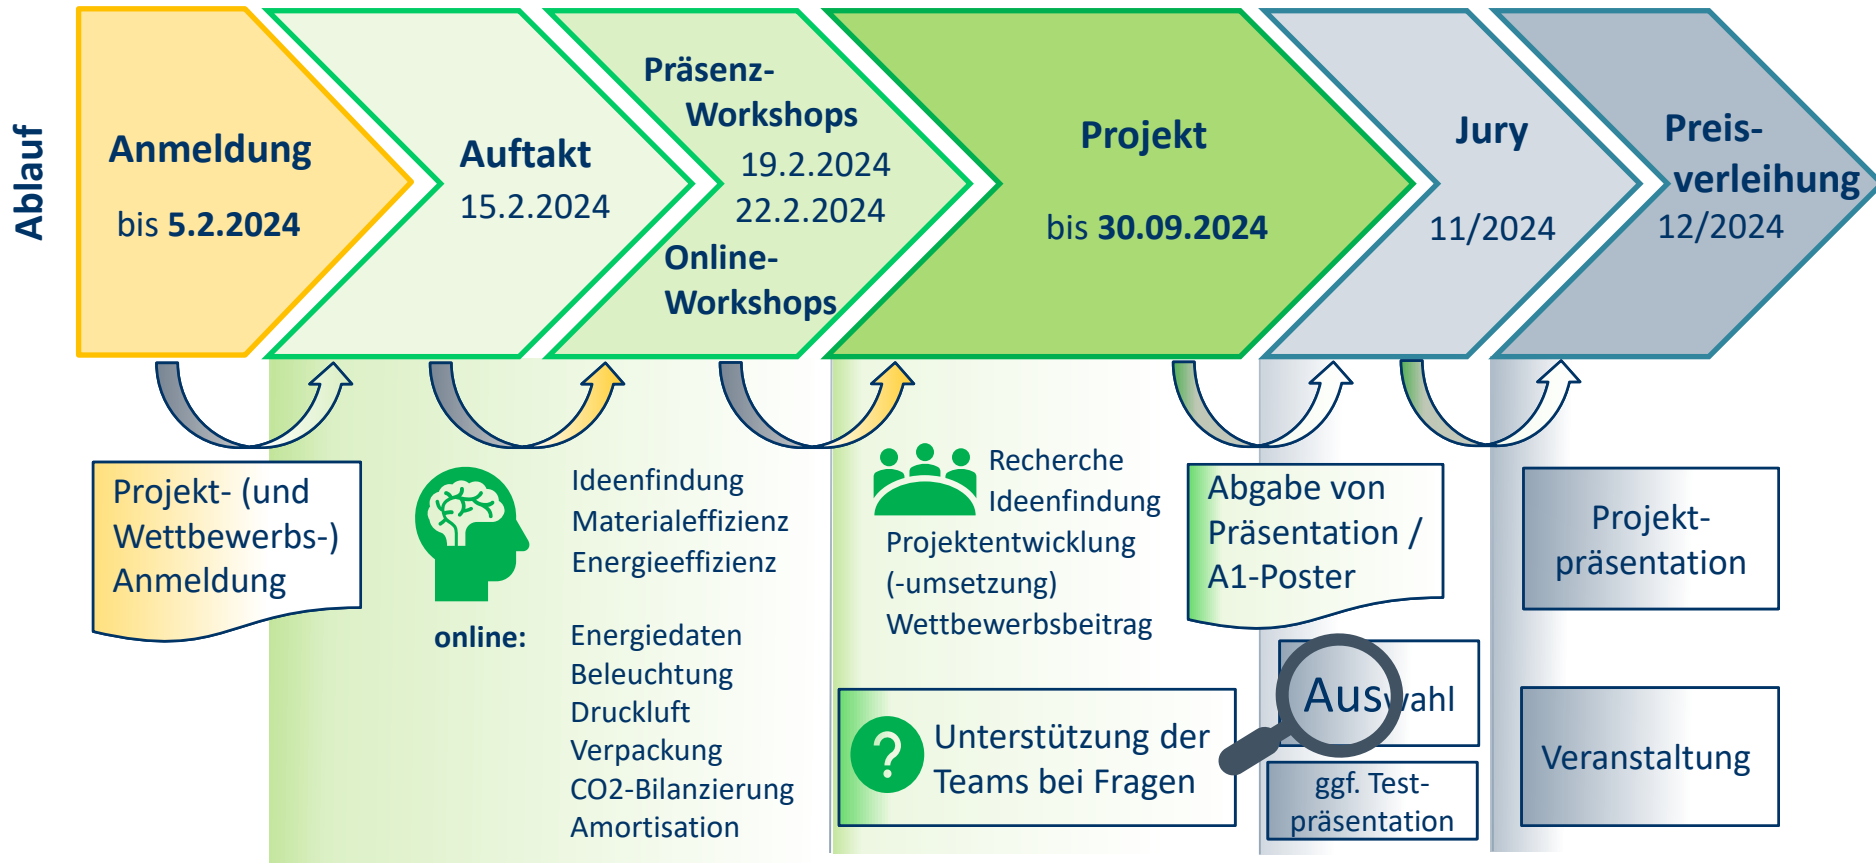 Ablauf
Anmeldung
bis 5.2.2024
Auftakt
15.2.2024
Präsenz-
Workshops
19.2.2024
22.2.2024
Online-
Workshops
Projekt
bis 30.09.2024
Jury
11/2024
Preis-
verleihung
12/2024
Projekt- (und
Wettbewerbs-)
Anmeldung
Ideenfindung
Materialeffizienz
Energieeffizienz
online:
Energiedaten
Beleuchtung
Druckluft
Verpackung
CO2-Bilanzierung
Amortisation
Recherche
Ideenfindung
Projektentwicklung
(-umsetzung)
Wettbewerbsbeitrag
?
Unterstützung der
Teams bei Fragen
Abgabe von
Präsentation /
A1-Poster
Auswahl
ggf. Test-
präsentation
Projekt-
präsentation
Veranstaltung